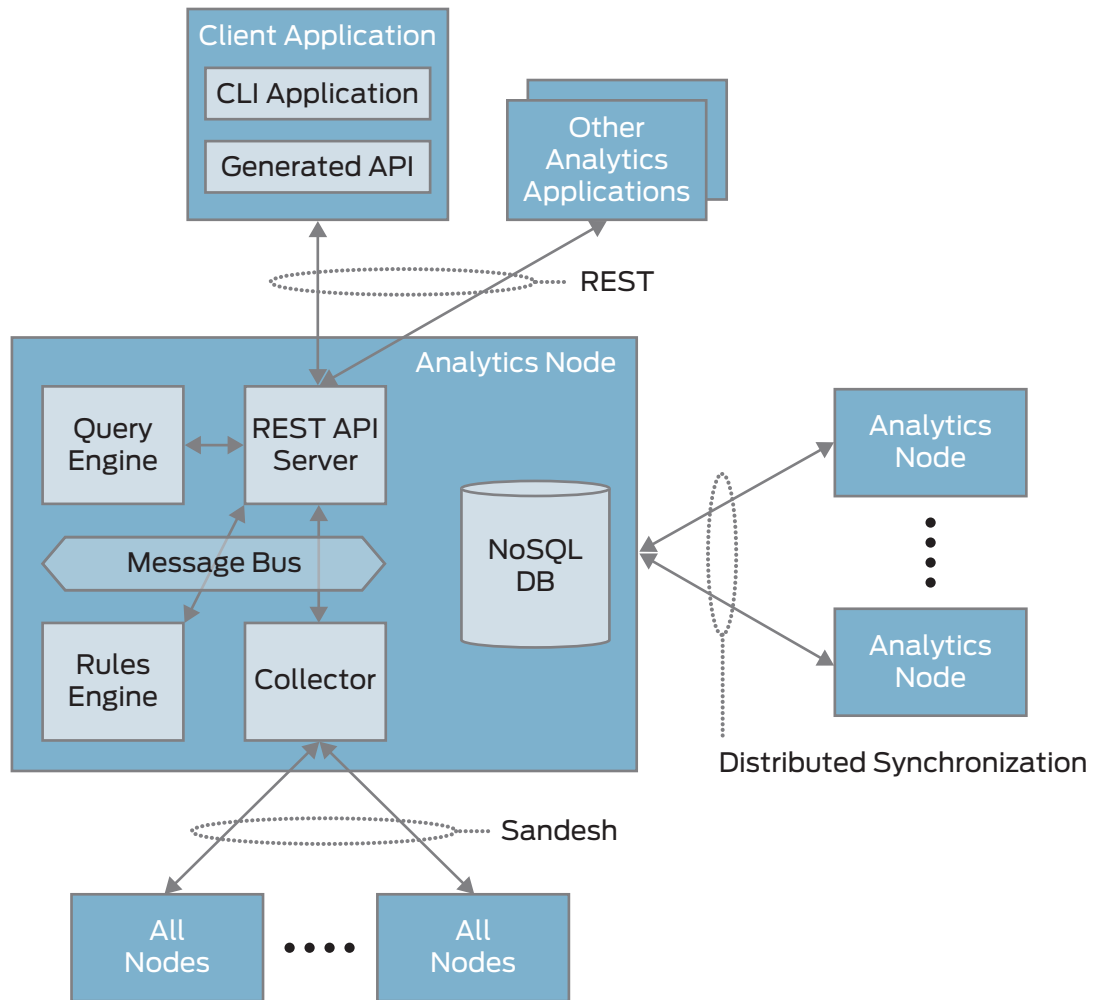 Client Application
CLI Application
Generated API
Other
Analytics
Applications
REST
Analytics Node
Query
Engine
REST API
Server
Message Bus
Rules
Engine
Collector
NoSQL
DB
Analytics
Node
Analytics
Node
Distributed Synchronization
Sandesh
All
Nodes
All
Nodes